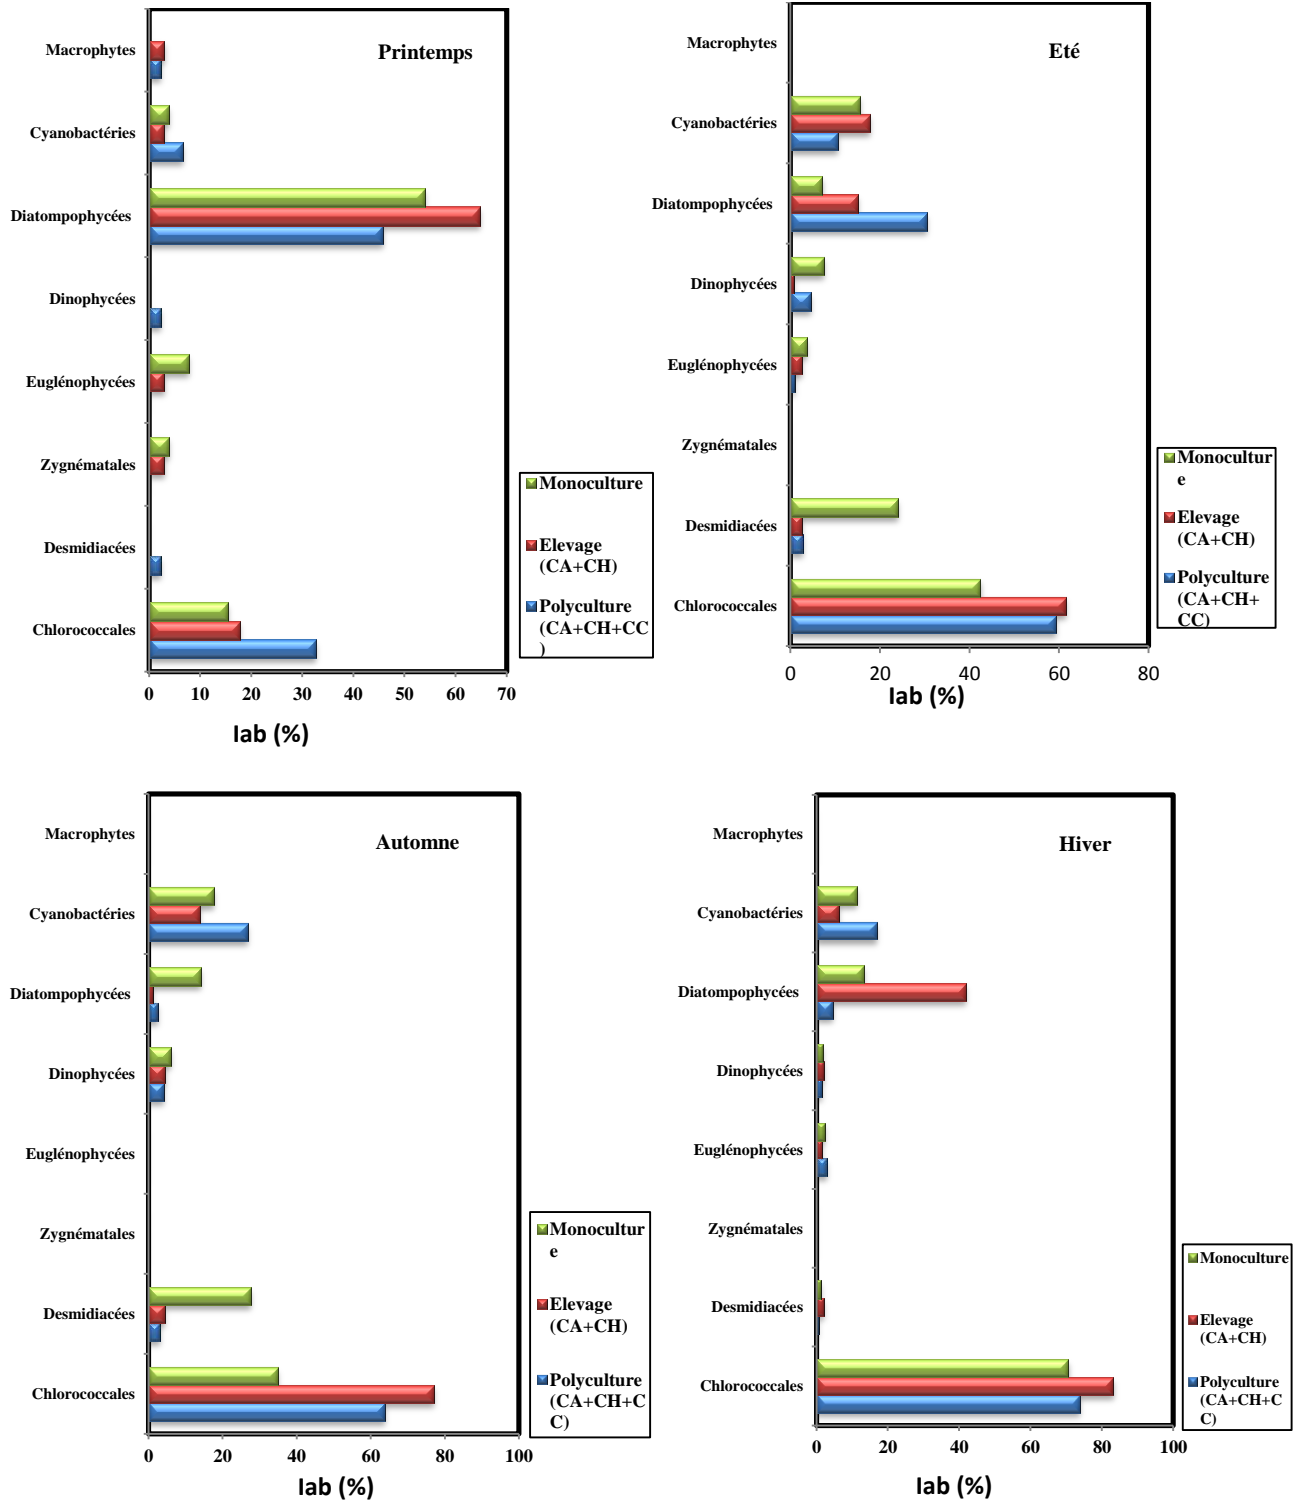 Printemps
Macrophytes
Cyanobactéries
Diatompophycées
Dinophycées
Euglénophycées
Zygnématales
Desmidiacées
Chlorococcales
0 10 20 30 40 50 60 70
Iab (%)
Monoculture
Elevage
(CA+CH)
Polyculture
(CA+CH+CC
)
Eté
Macrophytes
Cyanobactéries
Diatompophycées
Dinophycées
Euglénophycées
Zygnématales
Desmidiacées
Chlorococcales
0 20 40 60 80
Iab (%)
Monocultur
e
Elevage
(CA+CH)
Polyculture
(CA+CH+
CC)
Automne
Macrophytes
Cyanobactéries
Diatompophycées
Dinophycées
Euglénophycées
Zygnématales
Desmidiacées
Chlorococcales
0 20 40 60 80 100
Iab (%)
Monocultur
e
Elevage
(CA+CH)
Polyculture
(CA+CH+C
C)
Hiver
Macrophytes
Cyanobactéries
Diatompophycées
Dinophycées
Euglénophycées
Zygnématales
Desmidiacées
Chlorococcales
0 20 40 60 80 100
Iab (%)
Monoculture
Elevage
(CA+CH)
Polyculture
(CA+CH+C
C)